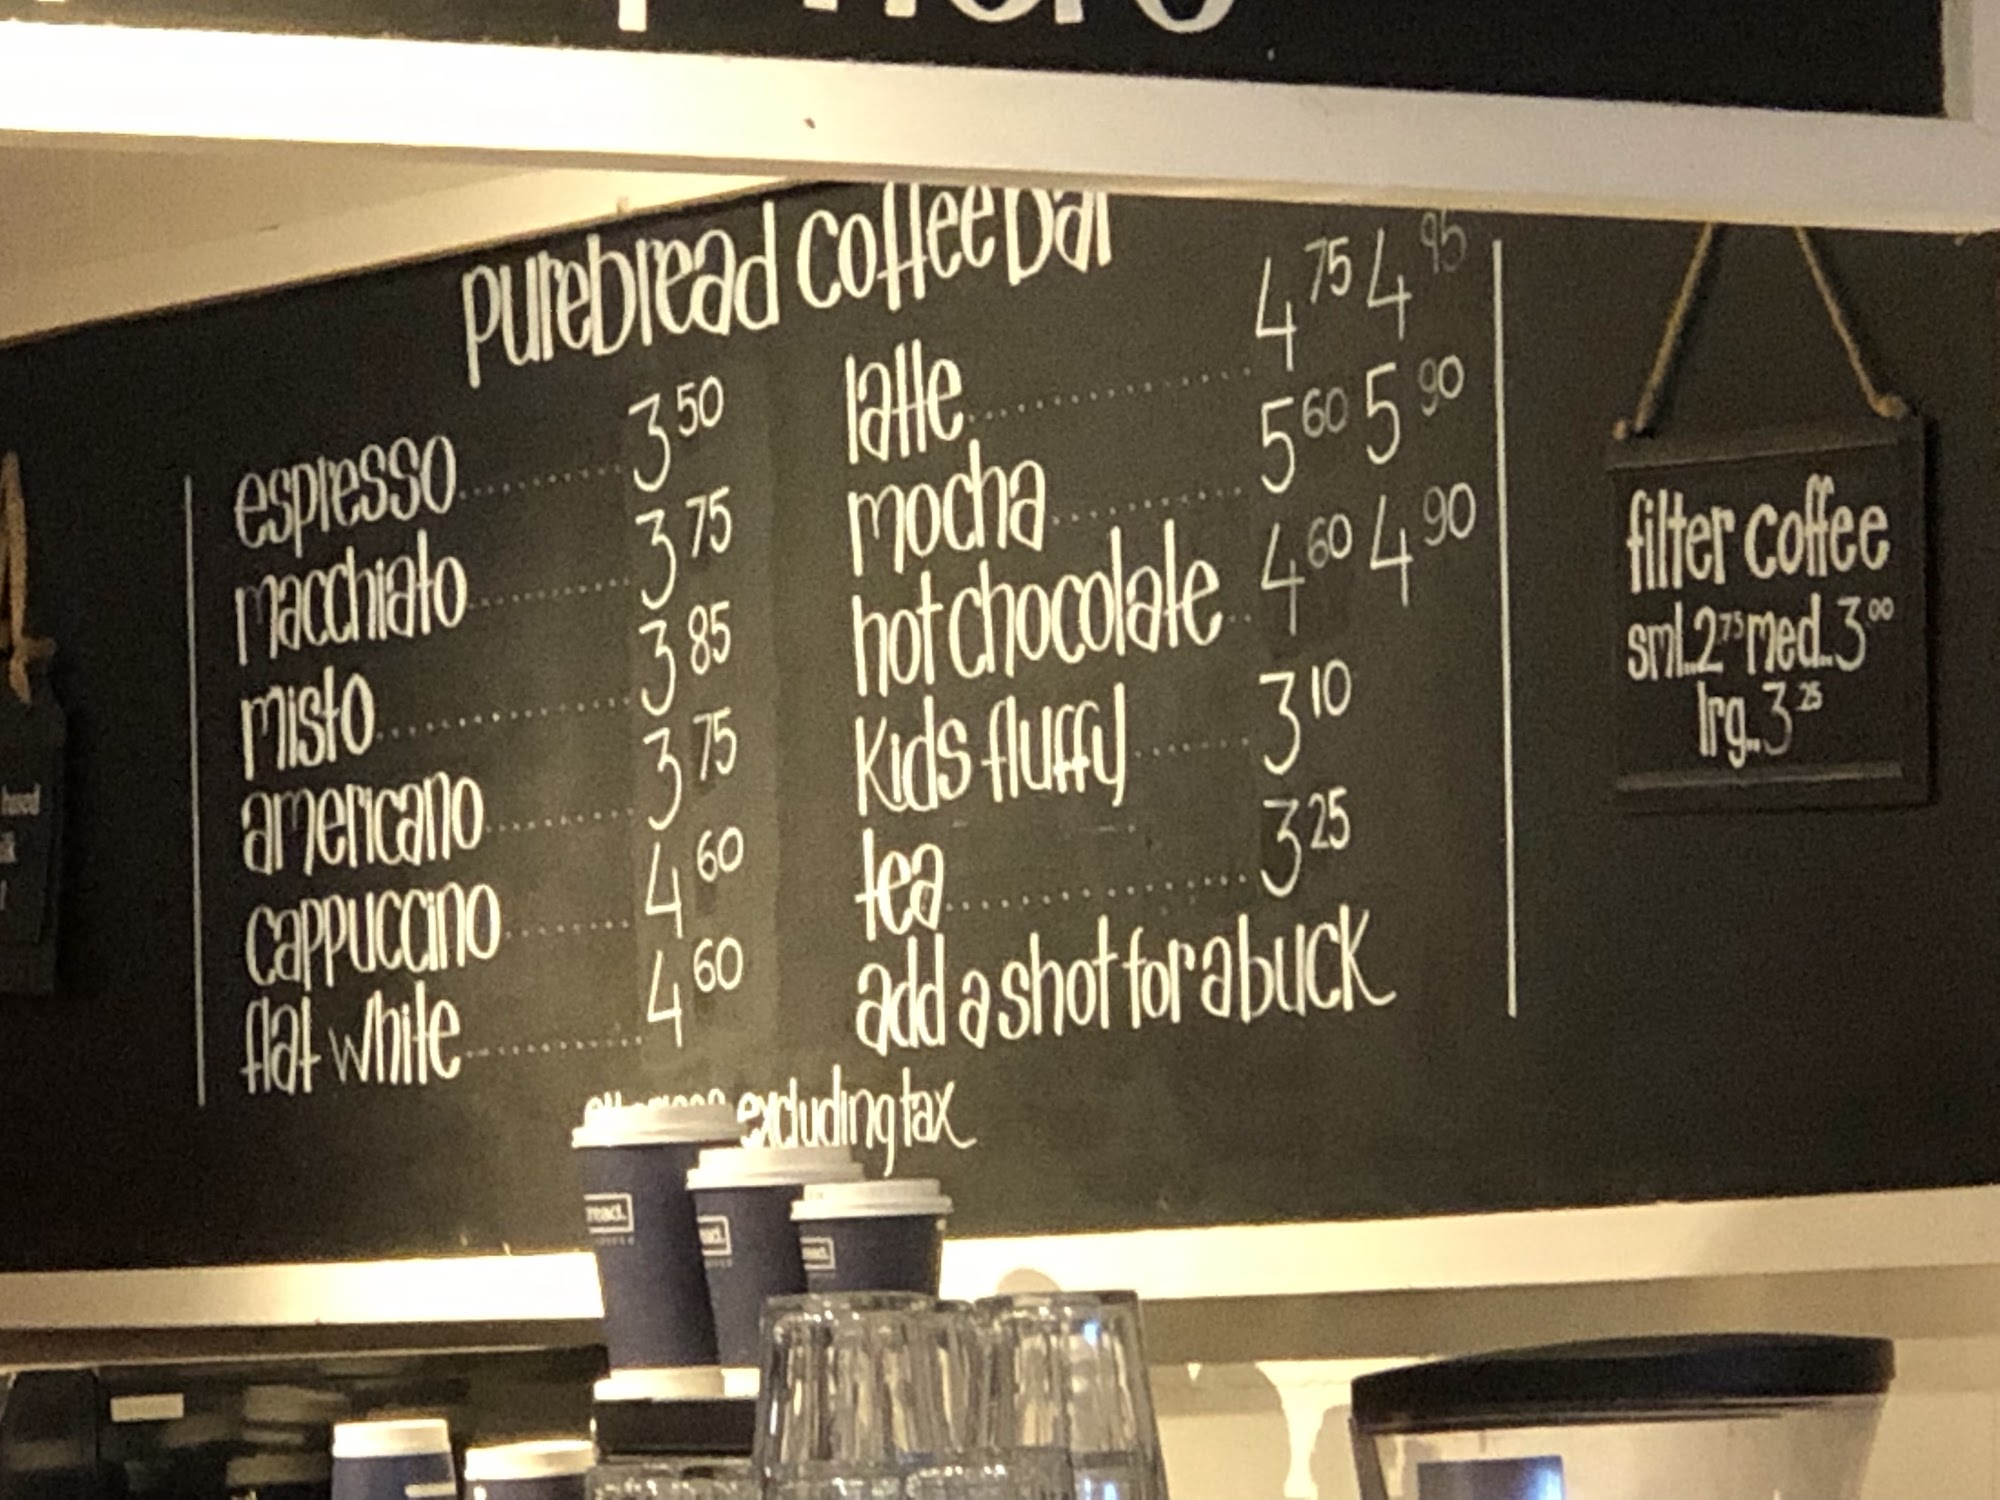 purebread coffee bar
espresso 3 50
macchiato 3 75
misto 3 85
americano 3 75
cappuccino 4 60
flat white 4 60
latte 4 75 4 95
mocha 5 60 5 90
hot chocolate 4 60 4 90
kids fluffy 3 10
tea 3 25
add a shot for a buck
excluding tax
filter coffee
sml..2 75 med..3 00
lrg..3 25
read.